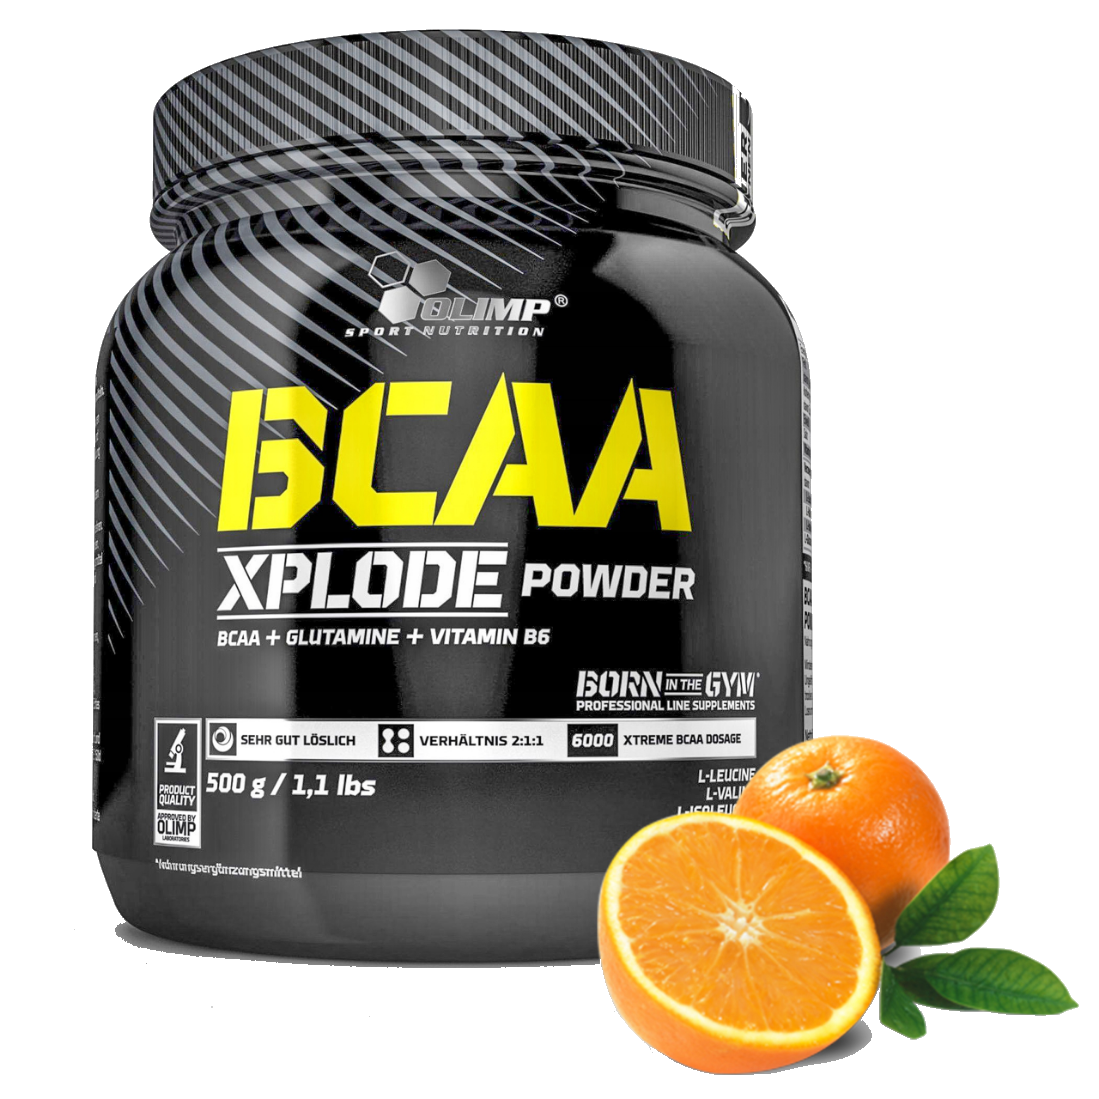 OLIMP®
SPORT NUTRITION
BCAA
XPLODE POWDER
BCAA + GLUTAMINE + VITAMIN B6
BORN IN THE GYM
PROFESSIONAL LINE SUPPLEMENTS
SEHR GUT LÖSLICH
VERHÄLTNIS 2:1:1
6000 XTREME BCAA DOSAGE
PRODUCT
QUALITY
APPROVED BY
OLIMP
LABORATORIES
500 g / 1,1 lbs
L-LEUCINE
*Nahrungsergänzungsmittel